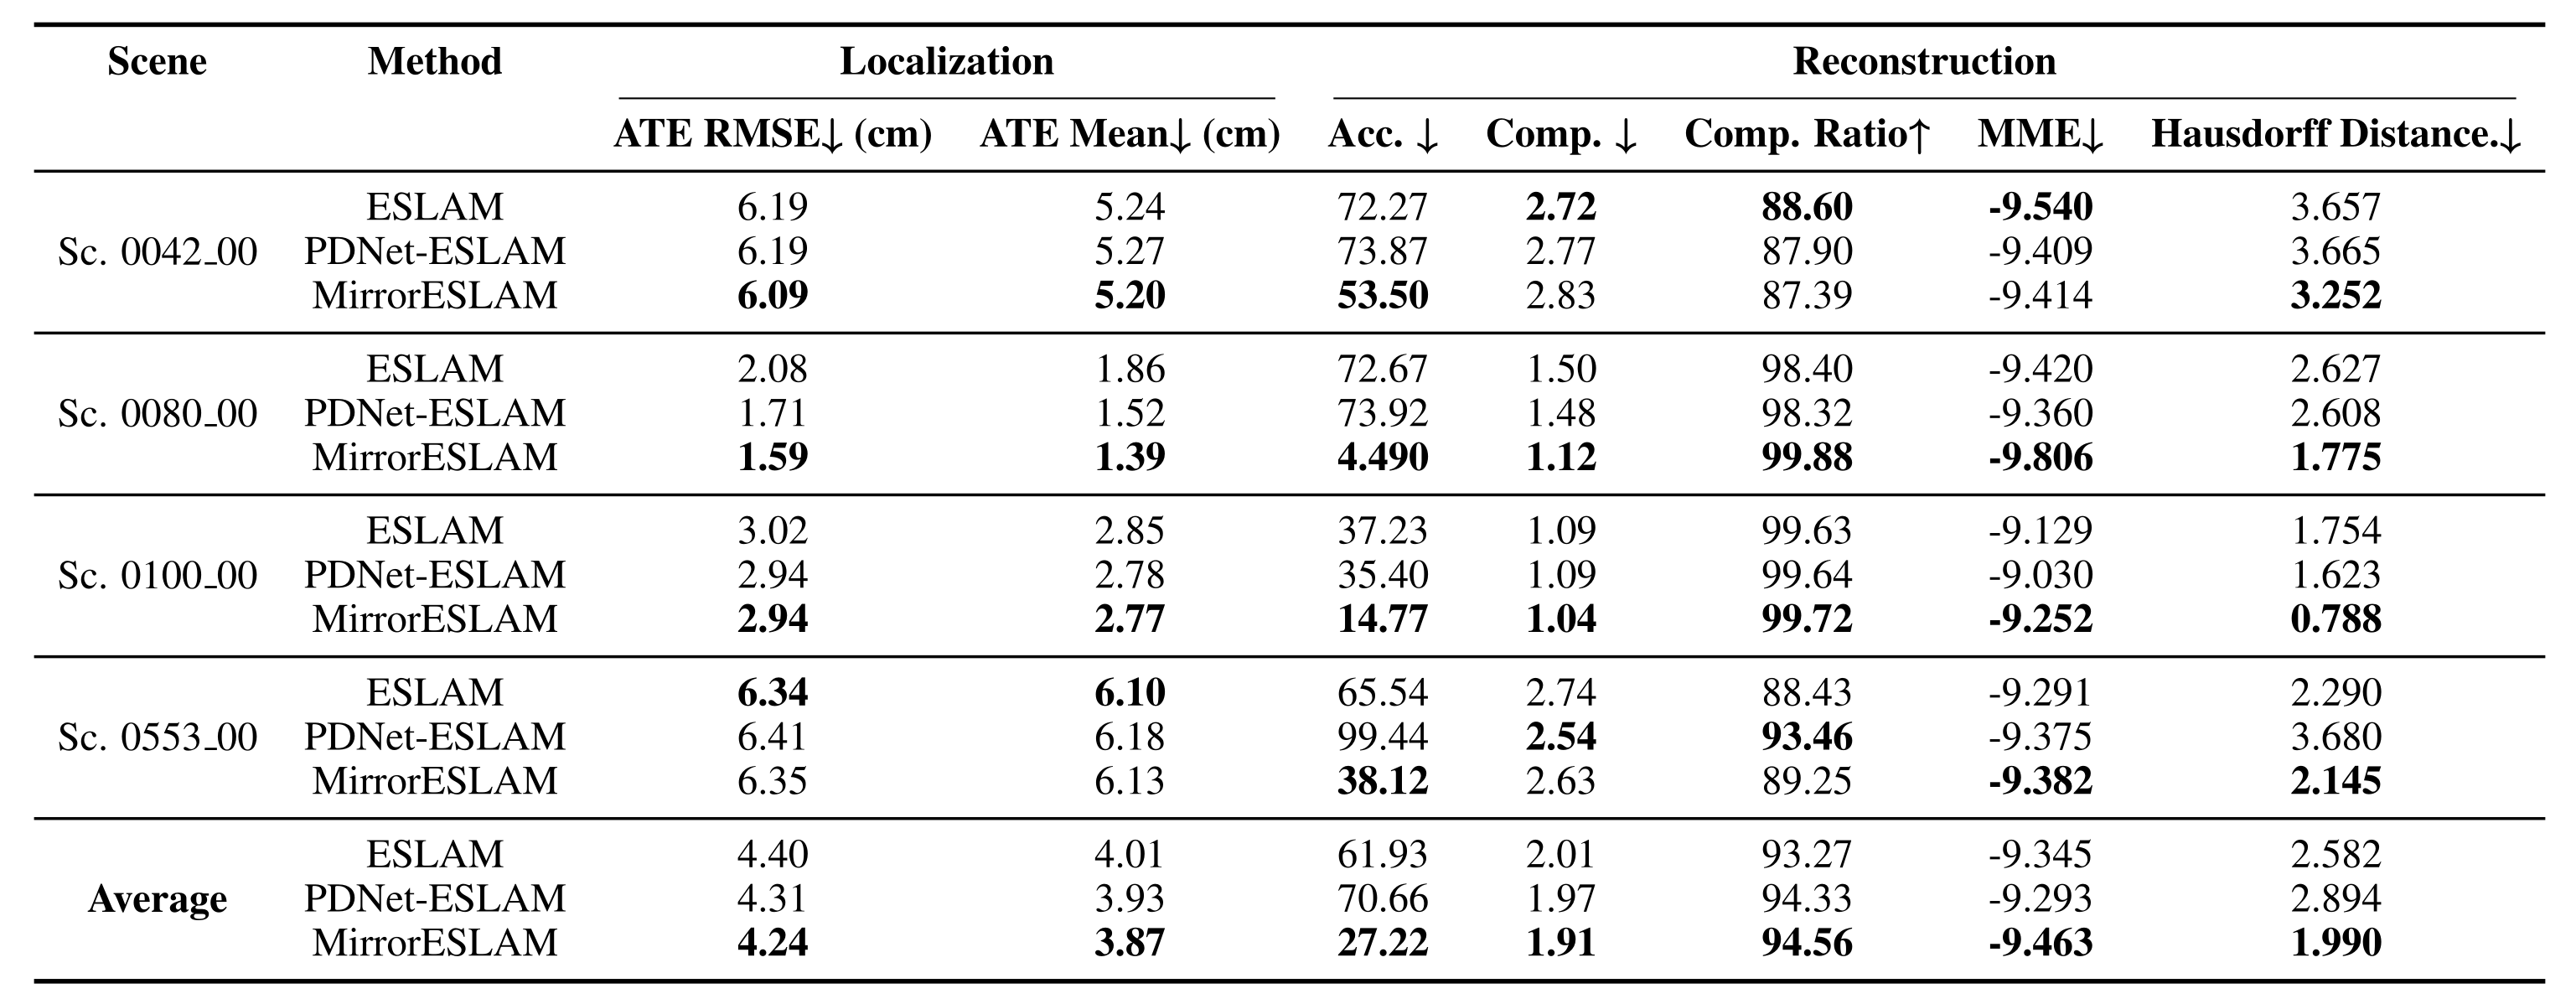 Scene Method Localization Reconstruction
ATE RMSE↓ (cm) ATE Mean↓ (cm) Acc. ↓ Comp. ↓ Comp. Ratio↑ MME↓ Hausdorff Distance.↓
ESLAM 6.19 5.24 72.27 2.72 88.60 -9.540 3.657
Sc. 0042_00 PDNet-ESLAM 6.19 5.27 73.87 2.77 87.90 -9.409 3.665
MirrorESLAM 6.09 5.20 53.50 2.83 87.39 -9.414 3.252
ESLAM 2.08 1.86 72.67 1.50 98.40 -9.420 2.627
Sc. 0080_00 PDNet-ESLAM 1.71 1.52 73.92 1.48 98.32 -9.360 2.608
MirrorESLAM 1.59 1.39 4.490 1.12 99.88 -9.806 1.775
ESLAM 3.02 2.85 37.23 1.09 99.63 -9.129 1.754
Sc. 0100_00 PDNet-ESLAM 2.94 2.78 35.40 1.09 99.64 -9.030 1.623
MirrorESLAM 2.94 2.77 14.77 1.04 99.72 -9.252 0.788
ESLAM 6.34 6.10 65.54 2.74 88.43 -9.291 2.290
Sc. 0553_00 PDNet-ESLAM 6.41 6.18 99.44 2.54 93.46 -9.375 3.680
MirrorESLAM 6.35 6.13 38.12 2.63 89.25 -9.382 2.145
ESLAM 4.40 4.01 61.93 2.01 93.27 -9.345 2.582
Average PDNet-ESLAM 4.31 3.93 70.66 1.97 94.33 -9.293 2.894
MirrorESLAM 4.24 3.87 27.22 1.91 94.56 -9.463 1.990